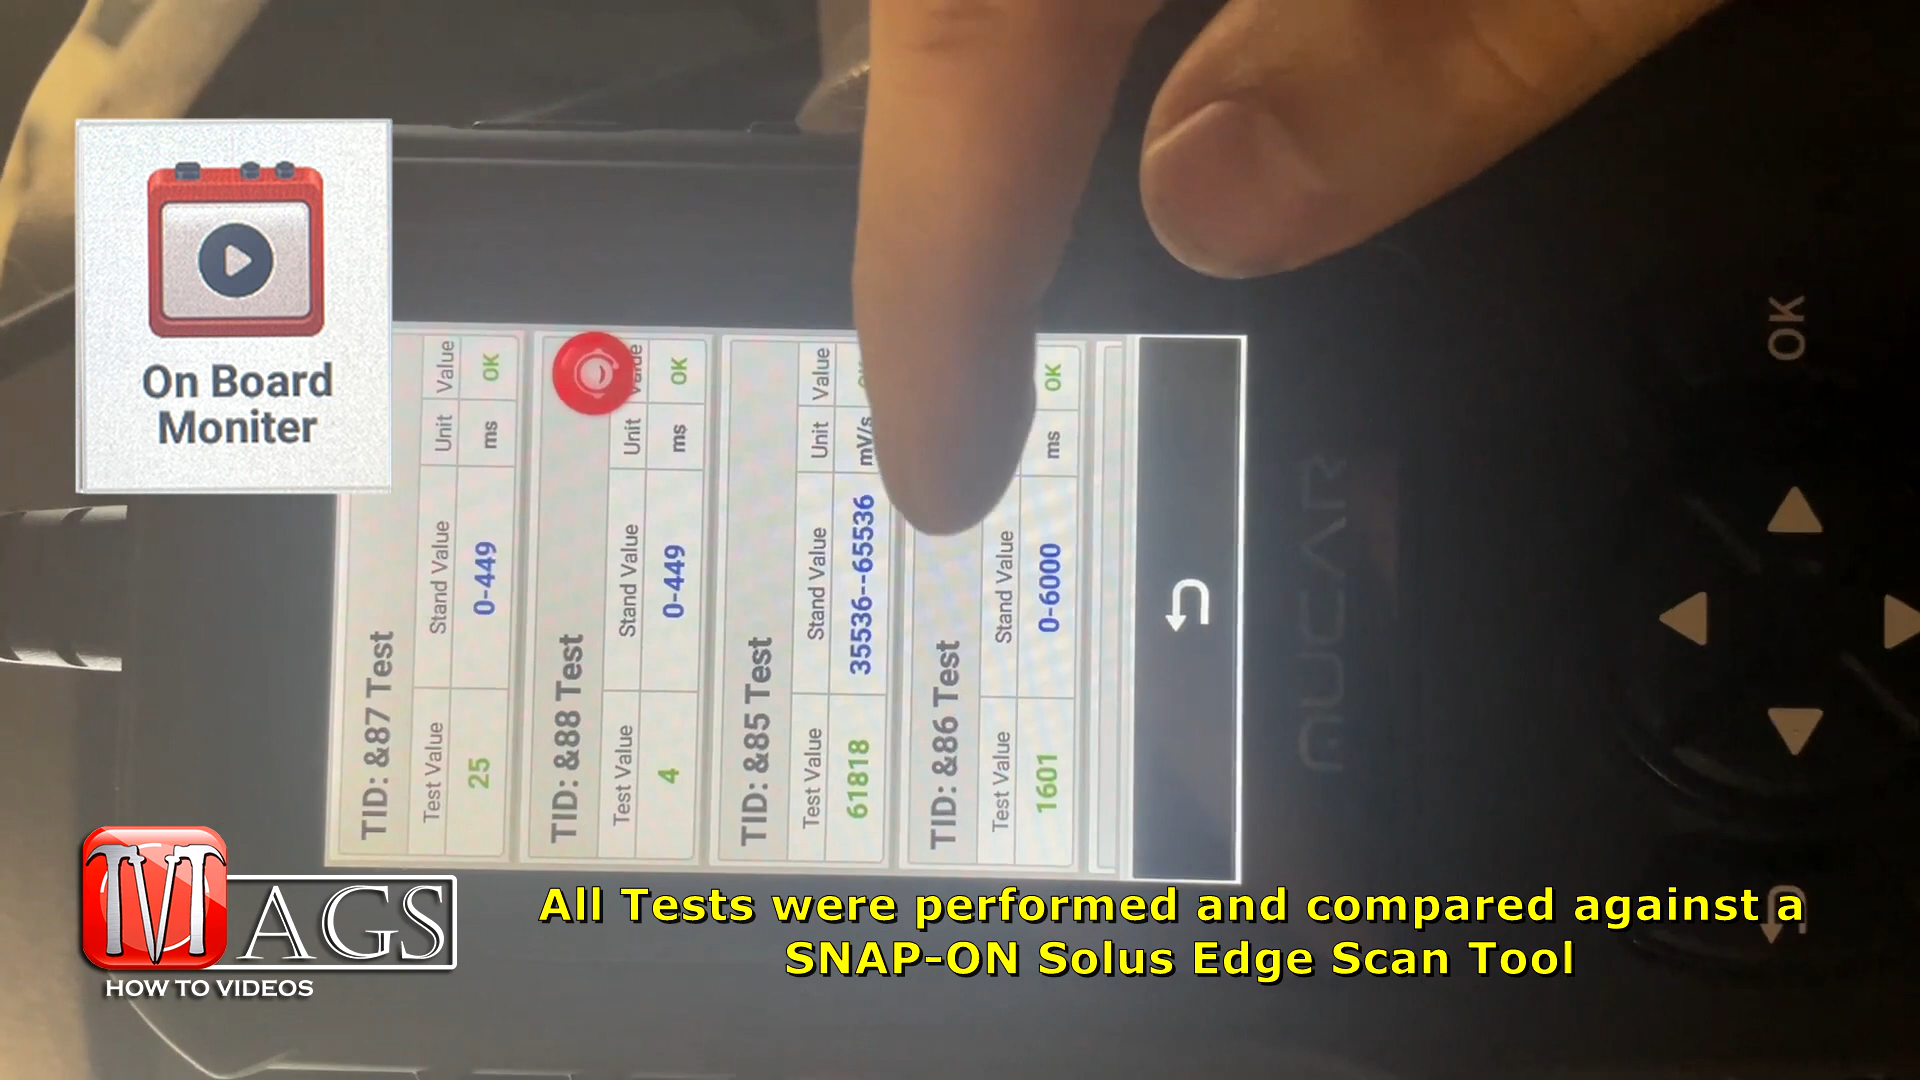 On Board
Moniter
TID: &87 Test
Test Value Stand Value Unit Value
25 0-449 ms OK
TID: &88 Test
Test Value Stand Value Unit Value
4 0-449 ms OK
TID: &85 Test
Test Value Stand Value Unit Value
61818 35536--65536 mV/s
TID: &86 Test
Test Value Stand Value
1601 0-6000 ms OK
MUCAR
OK
MAGS
HOW TO VIDEOS
All Tests were performed and compared against a
SNAP-ON Solus Edge Scan Tool